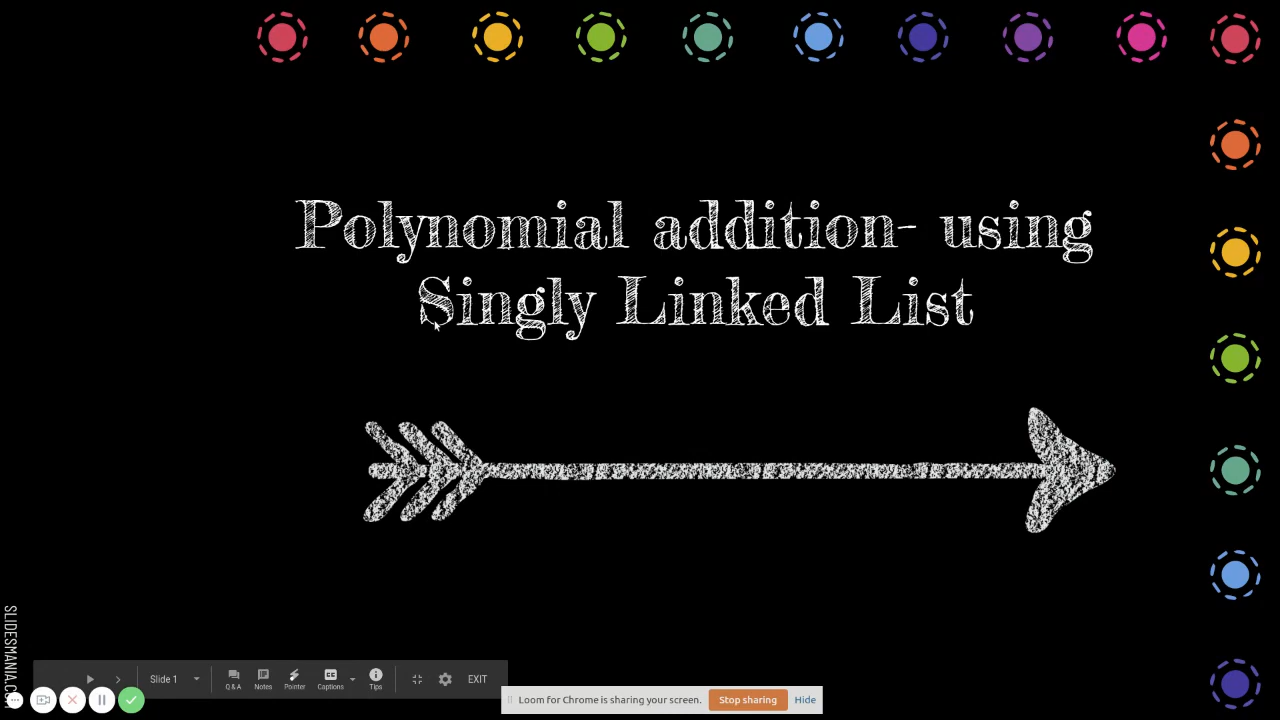 Polynomial addition- using
Singly Linked List
SLIDESMANIA.C
Slide 1
Q & A
Notes
Pointer
CC
Captions
Tips
EXIT
Loom for Chrome is sharing your screen.
Stop sharing
Hide